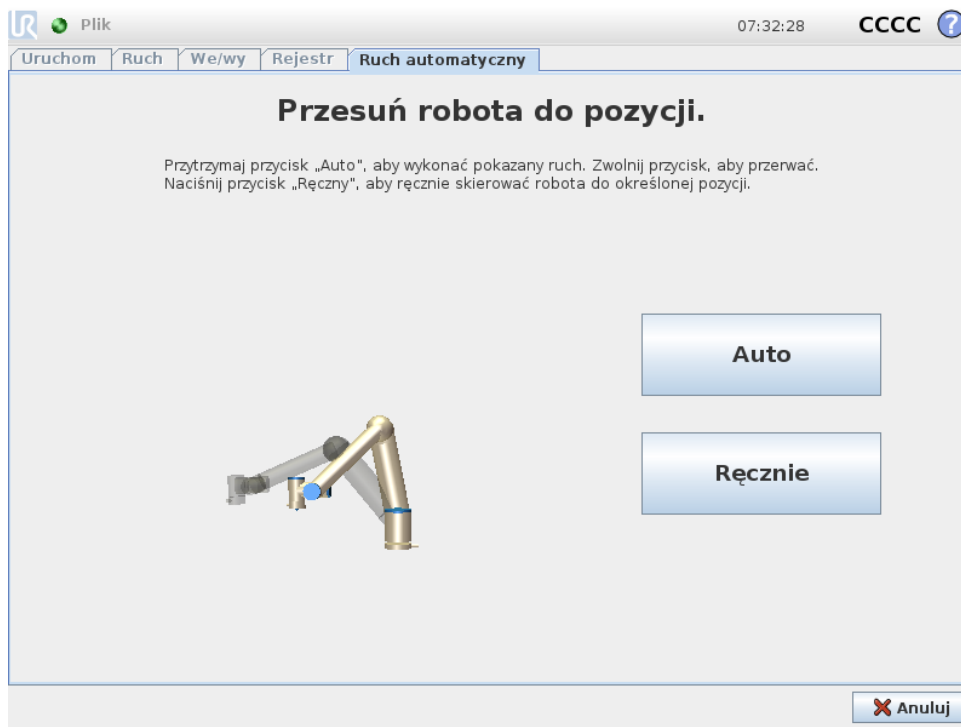 UR Plik 07:32:28 CCCC ?
Uruchom Ruch We/wy Rejestr Ruch automatyczny
Przesuń robota do pozycji.
Przytrzymaj przycisk „Auto”, aby wykonać pokazany ruch. Zwolnij przycisk, aby przerwać.
Naciśnij przycisk „Ręczny”, aby ręcznie skierować robota do określonej pozycji.
Auto
Ręcznie
Anuluj